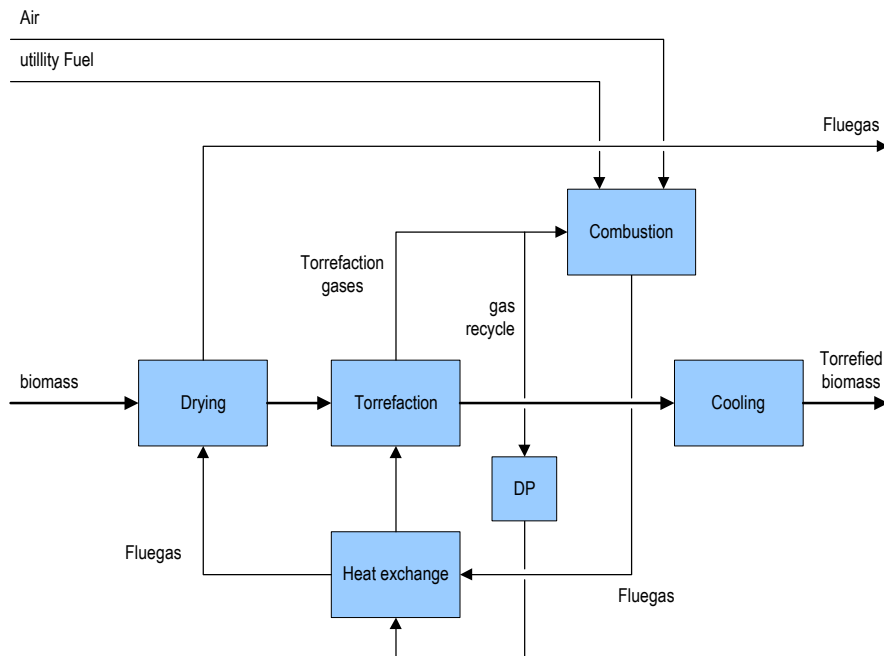 Air
utillity Fuel
Fluegas
Combustion
Torrefaction
gases
gas
recycle
biomass
Drying
Torrefaction
Cooling
Torrefied
biomass
DP
Fluegas
Heat exchange
Fluegas